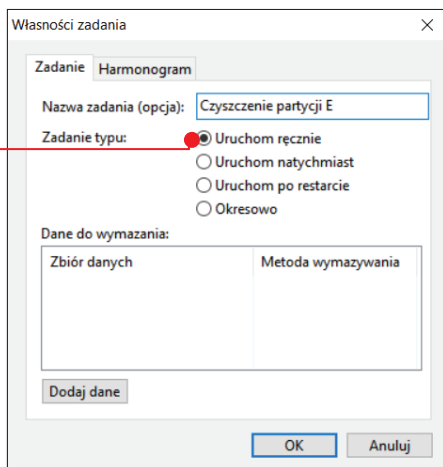 Własności zadania
Zadanie Harmonogram
Nazwa zadania (opcja): Czyszczenie partycji E
Zadanie typu: Uruchom ręcznie
Uruchom natychmiast
Uruchom po restarcie
Okresowo
Dane do wymazania:
Zbiór danych Metoda wymazywania
Dodaj dane
OK Anuluj